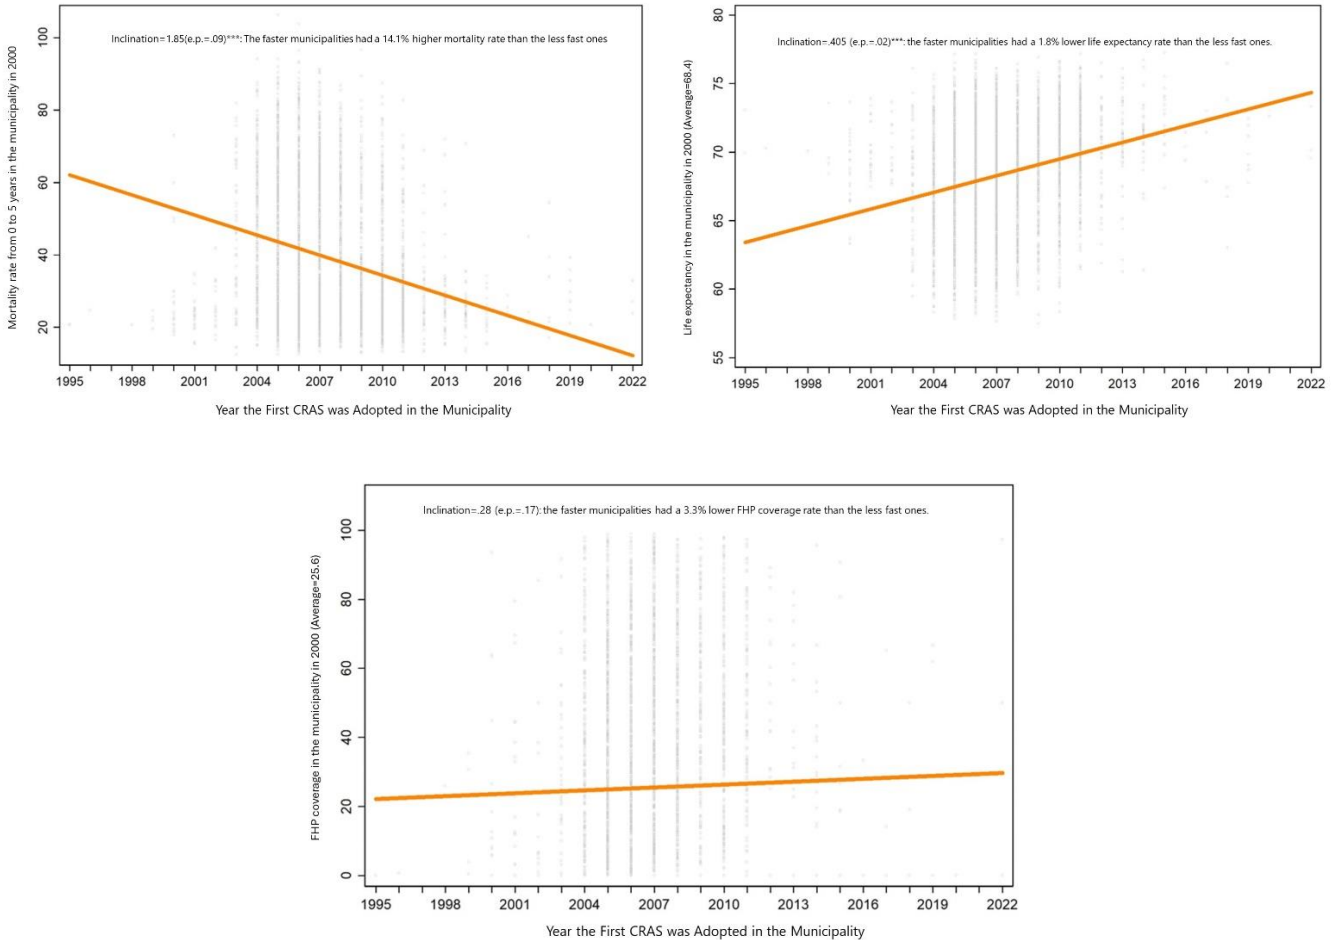 Inclination=1.85(e.p.=.09)***: The faster municipalities had a 14.1% higher mortality rate than the less fast ones
Mortality rate from 0 to 5 years in the municipality in 2000
100
80
60
40
20
1995 1998 2001 2004 2007 2010 2013 2016 2019 2022
Year the First CRAS was Adopted in the Municipality
Inclination=.405 (e.p.=.02)***: the faster municipalities had a 1.8% lower life expectancy rate than the less fast ones.
Life expectancy in the municipality in 2000 (Average=68.4)
80
75
70
65
60
55
1995 1998 2001 2004 2007 2010 2013 2016 2019 2022
Year the First CRAS was Adopted in the Municipality
Inclination=.28 (e.p.=.17): the faster municipalities had a 3.3% lower FHP coverage rate than the less fast ones.
FHP coverage in the municipality in 2000 (Average=25.6)
100
80
60
40
20
0
1995 1998 2001 2004 2007 2010 2013 2016 2019 2022
Year the First CRAS was Adopted in the Municipality